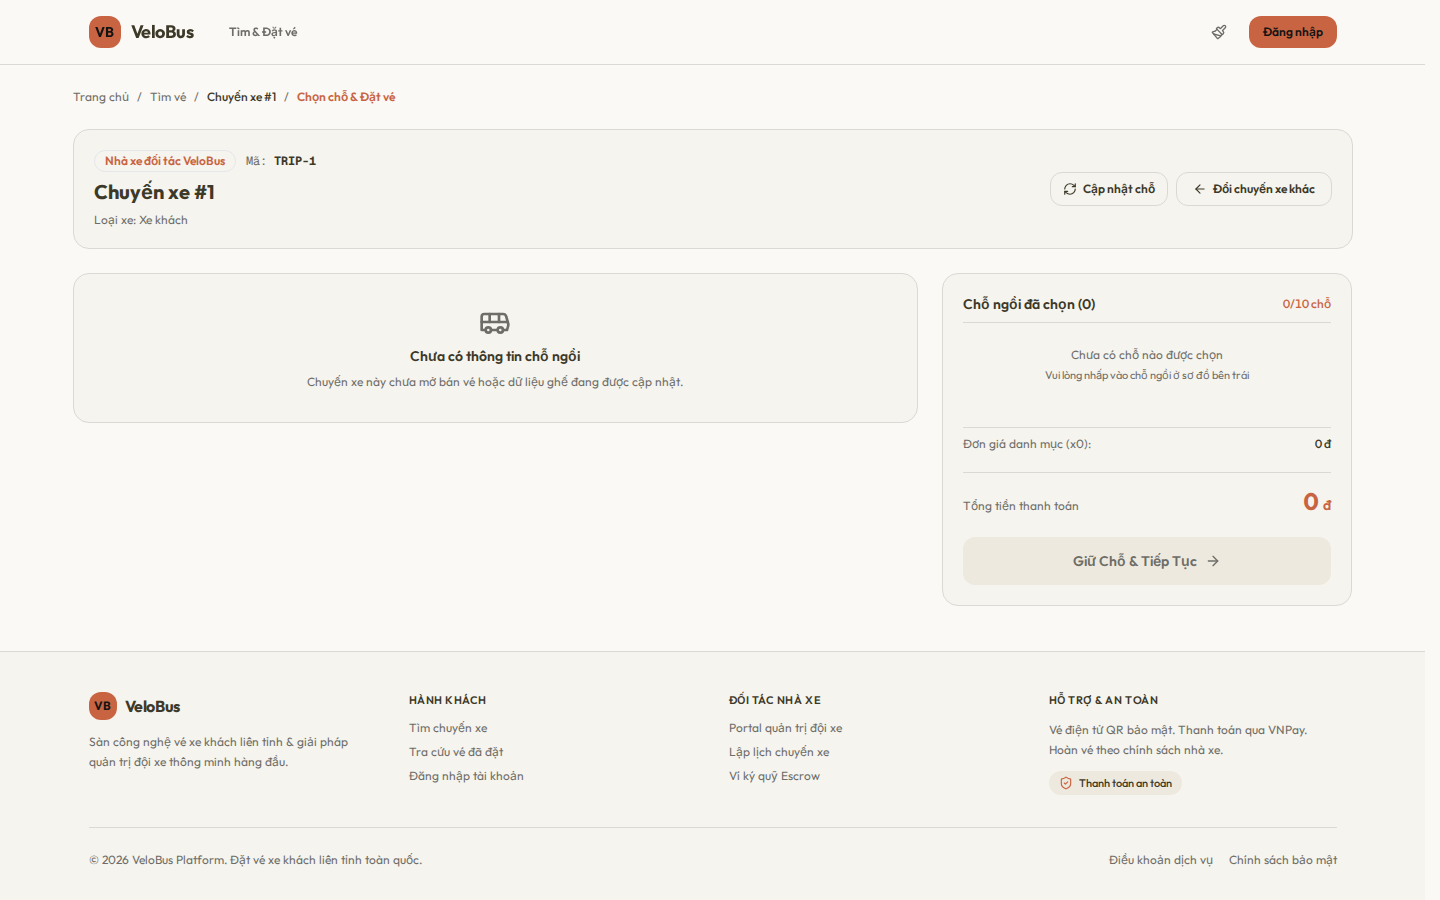 VB VeloBus Tìm & Đặt vé Đăng nhập
Trang chủ / Tìm vé / Chuyến xe #1 / Chọn chỗ & Đặt vé
Nhà xe đối tác VeloBus Mã: TRIP-1
Chuyến xe #1
Loại xe: Xe khách
Cập nhật chỗ Đổi chuyến xe khác
Chưa có thông tin chỗ ngồi
Chuyến xe này chưa mở bán vé hoặc dữ liệu ghế đang được cập nhật.
Chỗ ngồi đã chọn (0) 0/10 chỗ
Chưa có chỗ nào được chọn
Vui lòng nhấp vào chỗ ngồi ở sơ đồ bên trái
Đơn giá danh mục (x0): 0 đ
Tổng tiền thanh toán 0 đ
Giữ Chỗ & Tiếp Tục
VB VeloBus
Sàn công nghệ vé xe khách liên tỉnh & giải pháp
quản trị đội xe thông minh hàng đầu.
HÀNH KHÁCH
Tìm chuyến xe
Tra cứu vé đã đặt
Đăng nhập tài khoản
ĐỐI TÁC NHÀ XE
Portal quản trị đội xe
Lập lịch chuyến xe
Ví ký quỹ Escrow
HỖ TRỢ & AN TOÀN
Vé điện tử QR bảo mật. Thanh toán qua VNPay.
Hoàn vé theo chính sách nhà xe.
Thanh toán an toàn
© 2026 VeloBus Platform. Đặt vé xe khách liên tỉnh toàn quốc.
Điều khoản dịch vụ Chính sách bảo mật